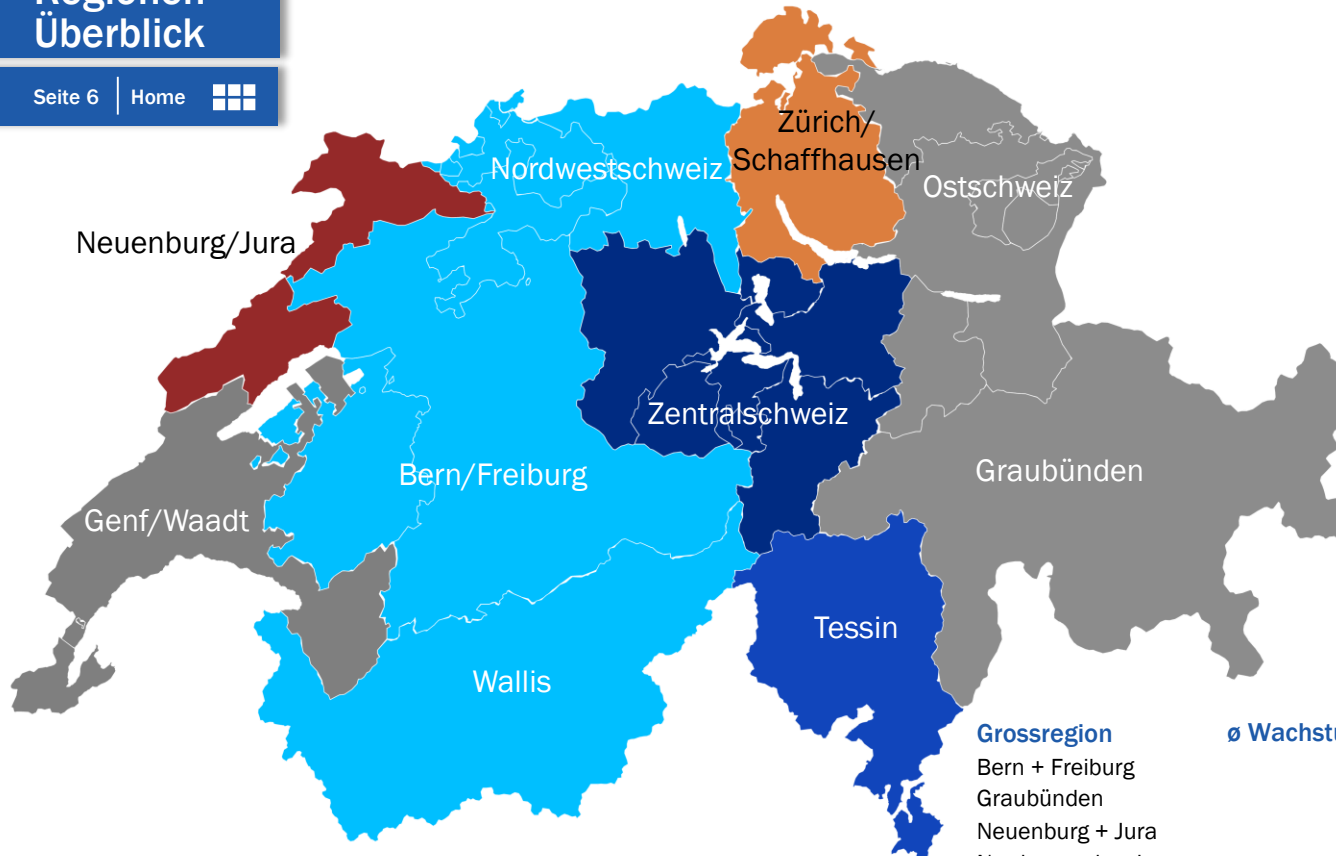 Überblick
Seite 6 | Home
Zürich/
Schaffhausen
Nordwestschweiz
Ostschweiz
Neuenburg/Jura
Zentralschweiz
Bern/Freiburg
Graubünden
Genf/Waadt
Tessin
Wallis
Grossregion
ø
Bern + Freiburg
Graubünden
Neuenburg + Jura